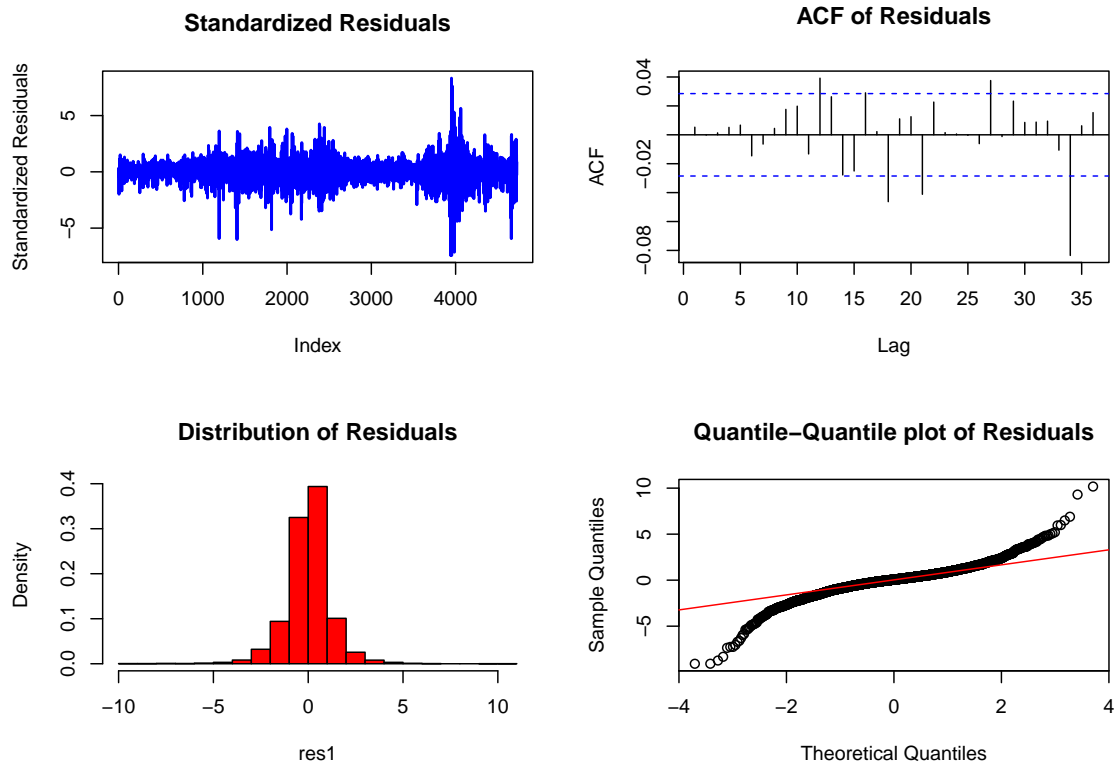 Standardized Residuals
Standardized Residuals
5
0
−5
0 1000 2000 3000 4000
Index
ACF of Residuals
ACF
0.04
−0.02
−0.08
0 5 10 15 20 25 30 35
Lag
Distribution of Residuals
Density
0.4
0.3
0.2
0.1
0.0
−10 −5 0 5 10
res1
Quantile−Quantile plot of Residuals
Sample Quantiles
10
5
0
−5
−4 −2 0 2 4
Theoretical Quantiles